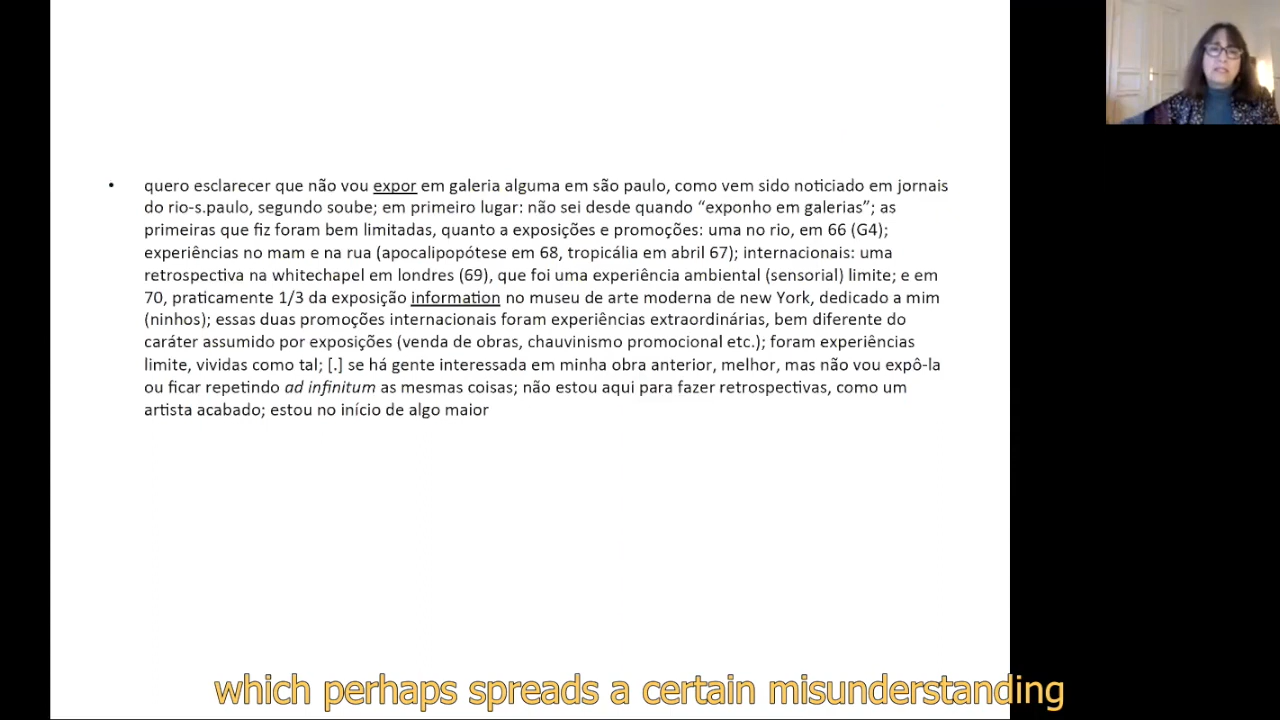 • quero esclarecer que não vou expor em galeria alguma em são paulo, como vem sido noticiado em jornais
do rio-s.paulo, segundo soube; em primeiro lugar: não sei desde quando “exponho em galerias”; as
primeiras que fiz foram bem limitadas, quanto a exposições e promoções: uma no rio, em 66 (G4);
experiências no mam e na rua (apocalipopótese em 68, tropicália em abril 67); internacionais: uma
retrospectiva na whitechapel em londres (69), que foi uma experiência ambiental (sensorial) limite; e em
70, praticamente 1/3 da exposição information no museu de arte moderna de new York, dedicado a mim
(ninhos); essas duas promoções internacionais foram experiências extraordinárias, bem diferente do
caráter assumido por exposições (venda de obras, chauvinismo promocional etc.); foram experiências
limite, vividas como tal; [.] se há gente interessada em minha obra anterior, melhor, mas não vou expô-la
ou ficar repetindo ad infinitum as mesmas coisas; não estou aqui para fazer retrospectivas, como um
artista acabado; estou no início de algo maior
which perhaps spreads a certain misunderstanding